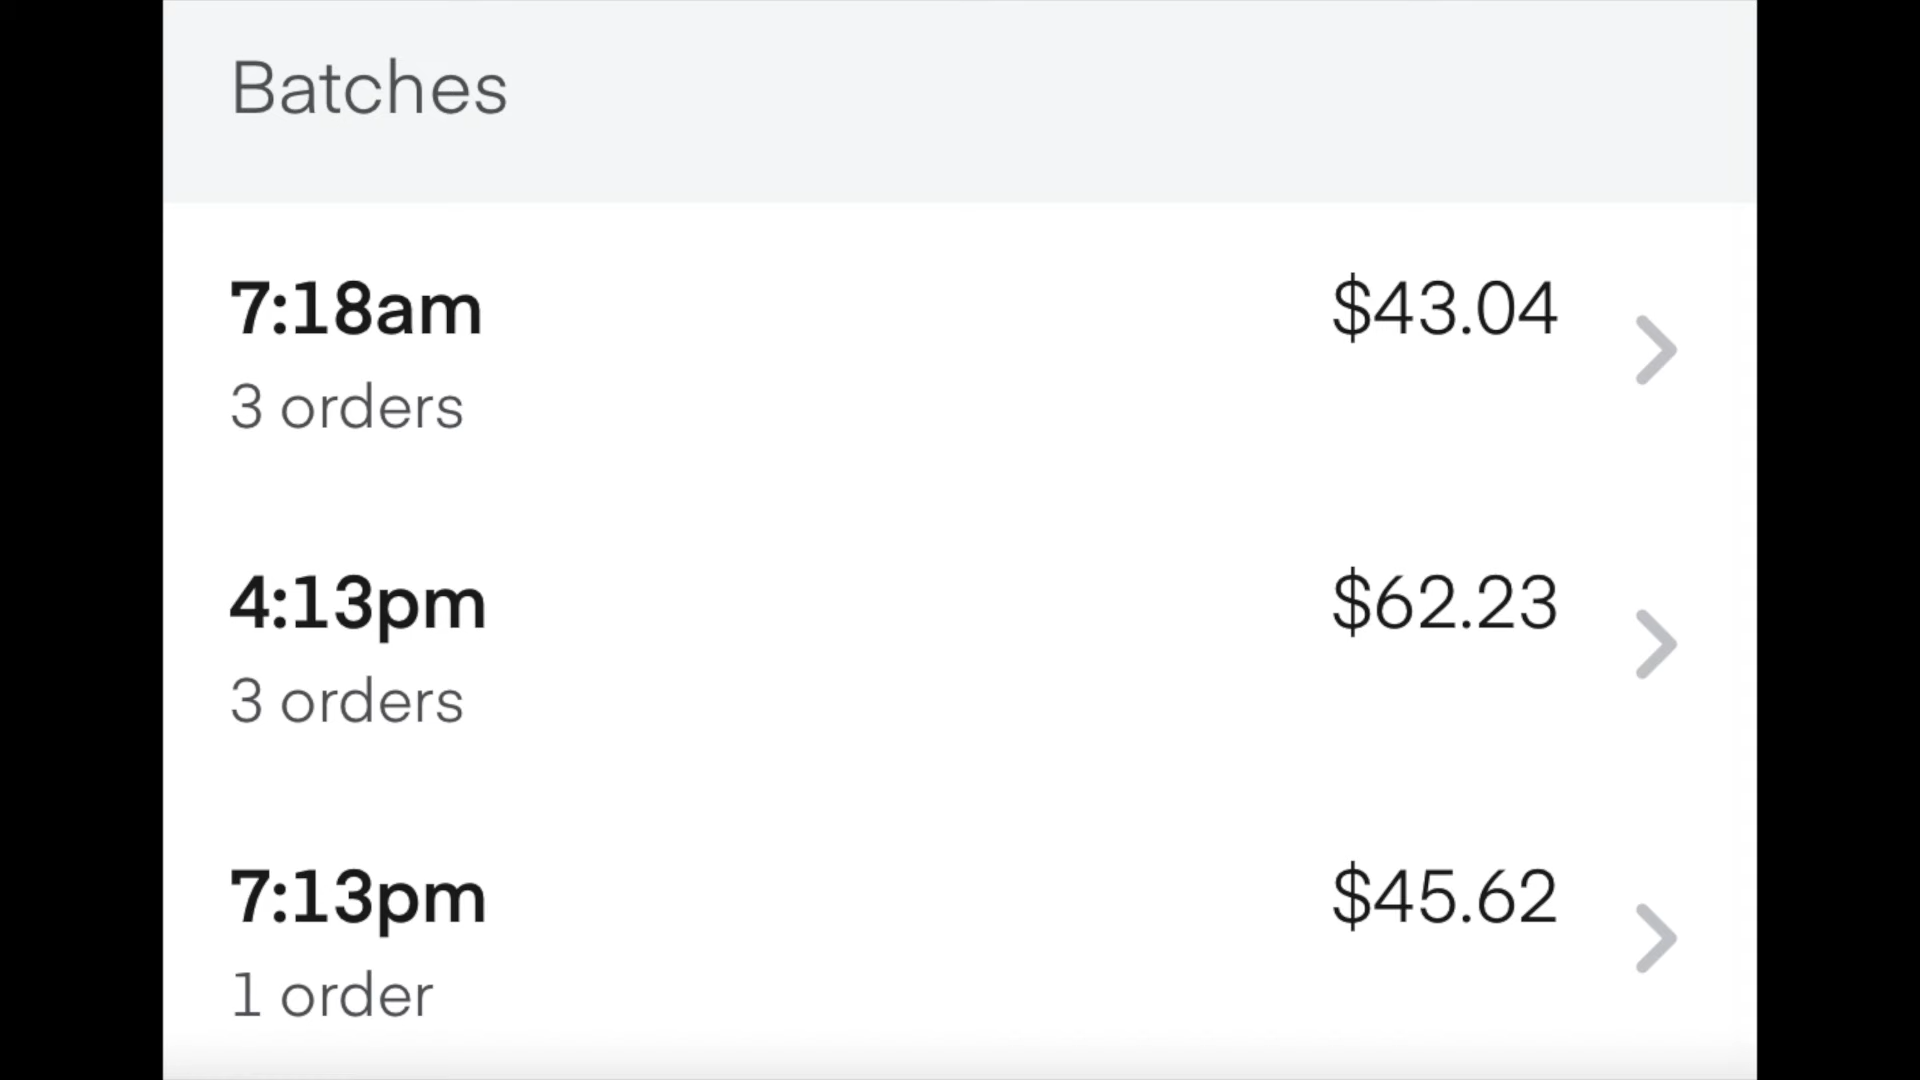 Batches
7:18am $43.04
3 orders
4:13pm $62.23
3 orders
7:13pm $45.62
1 order